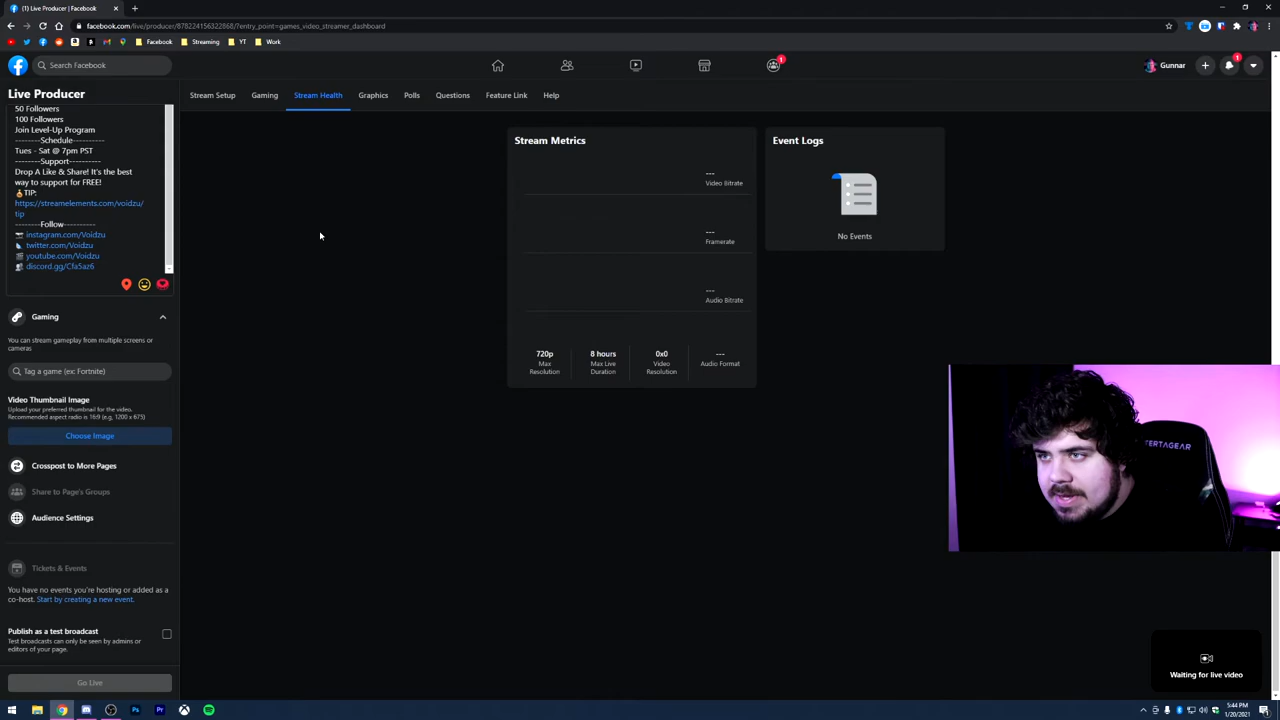 (1) Live Producer | Facebook
facebook.com/live/producer/878224156322868/?entry_point=games_video_streamer_dashboard
Facebook Streaming YT Work
Search Facebook
1
Gunnar
1
Live Producer
Stream Setup Gaming Stream Health Graphics Polls Questions Feature Link Help
50 Followers
100 Followers
Join Level-Up Program
--------Schedule--------
Tues - Sat @ 7pm PST
--------Support---------
Drop A Like & Share! It's the best
way to support for FREE!
TIP:
https://streamelements.com/voidzu/
tip
--------Follow----------
instagram.com/Voidzu
twitter.com/Voidzu
youtube.com/Voidzu
discord.gg/Cfa5az6
Gaming
You can stream gameplay from multiple screens or
cameras
Tag a game (ex: Fortnite)
Video Thumbnail Image
Upload your preferred thumbnail for the video.
Recommended aspect radio is 16:9 (e.g, 1200 x 675)
Choose Image
Crosspost to More Pages
Share to Page's Groups
Audience Settings
Tickets & Events
You have no events you're hosting or added as a
co-host. Start by creating a new event.
Publish as a test broadcast
Test broadcasts can only be seen by admins or
editors of your page.
Go Live
Stream Metrics
---
Video Bitrate
---
Framerate
---
Audio Bitrate
720p 8 hours 0x0 ---
Max Resolution
Max Live Duration
Video Resolution
Audio Format
Event Logs
No Events
TERTAGEAR
Waiting for live video
5:44 PM
1/20/2021